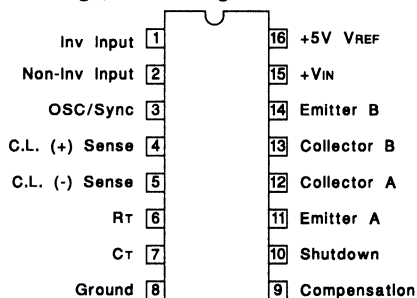 Inv Input 1 16 +5V VREF
Non-Inv Input 2 15 +VIN
OSC/Sync 3 14 Emitter B
C.L. (+) Sense 4 13 Collector B
C.L. (-) Sense 5 12 Collector A
RT 6 11 Emitter A
CT 7 10 Shutdown
Ground 8 9 Compensation